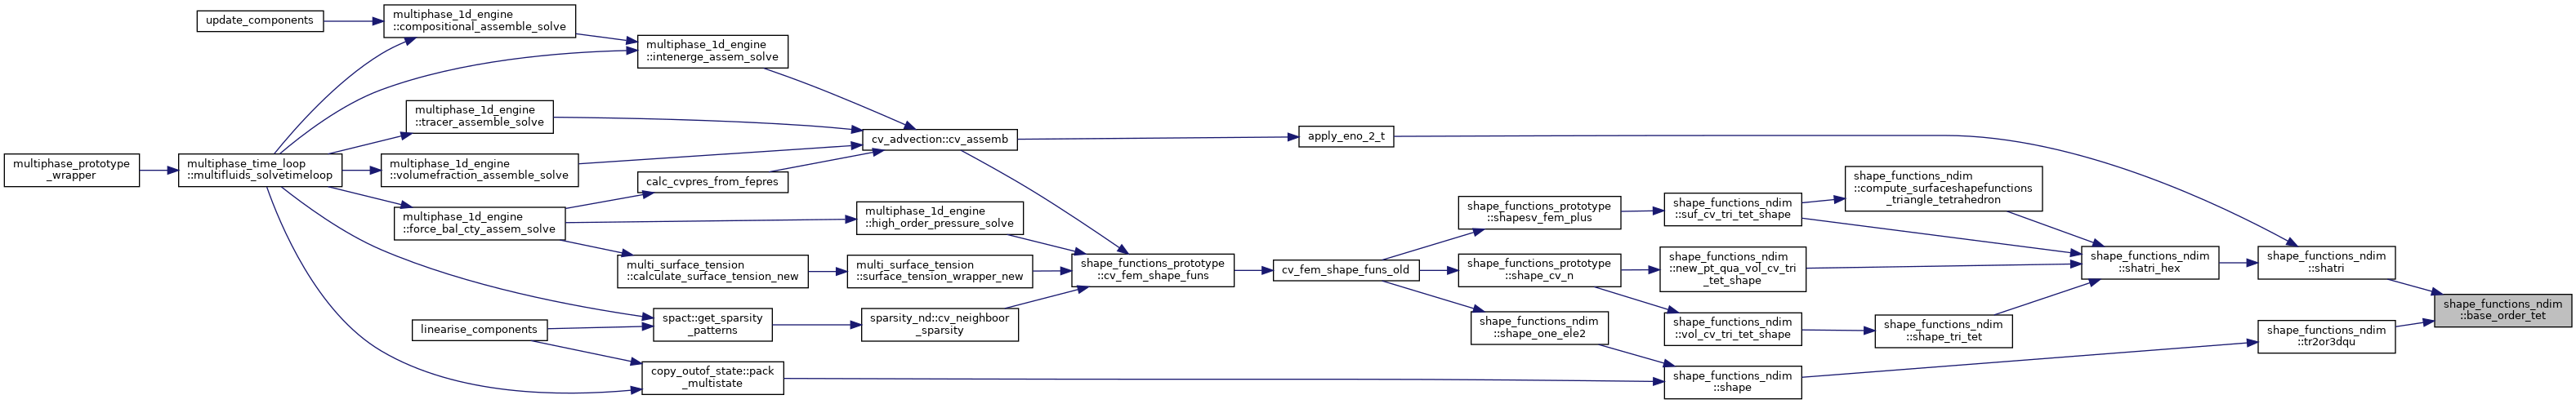 multiphase_prototype
_wrapper
update_components
multiphase_time_loop
::multifluids_solvetimeloop
multiphase_1d_engine
::compositional_assemble_solve
multiphase_1d_engine
::tracer_assemble_solve
multiphase_1d_engine
::volumefraction_assemble_solve
multiphase_1d_engine
::force_bal_cty_assem_solve
linearise_components
multiphase_1d_engine
::intenerge_assem_solve
calc_cvpres_from_fepres
multi_surface_tension
::calculate_surface_tension_new
spact::get_sparsity
_patterns
copy_outof_state::pack
_multistate
cv_advection::cv_assemb
multiphase_1d_engine
::high_order_pressure_solve
multi_surface_tension
::surface_tension_wrapper_new
sparsity_nd::cv_neighboor
_sparsity
shape_functions_prototype
::cv_fem_shape_funs
apply_eno_2_t
cv_fem_shape_funs_old
shape_functions_prototype
::shapesv_fem_plus
shape_functions_prototype
::shape_cv_n
shape_functions_ndim
::shape_one_ele2
shape_functions_ndim
::suf_cv_tri_tet_shape
shape_functions_ndim
::new_pt_qua_vol_cv_tri
_tet_shape
shape_functions_ndim
::vol_cv_tri_tet_shape
shape_functions_ndim
::shape
shape_functions_ndim
::compute_surfaceshapefunctions
_triangle_tetrahedron
shape_functions_ndim
::shape_tri_tet
shape_functions_ndim
::shatri_hex
shape_functions_ndim
::shatri
shape_functions_ndim
::tr2or3dqu
shape_functions_ndim
::base_order_tet